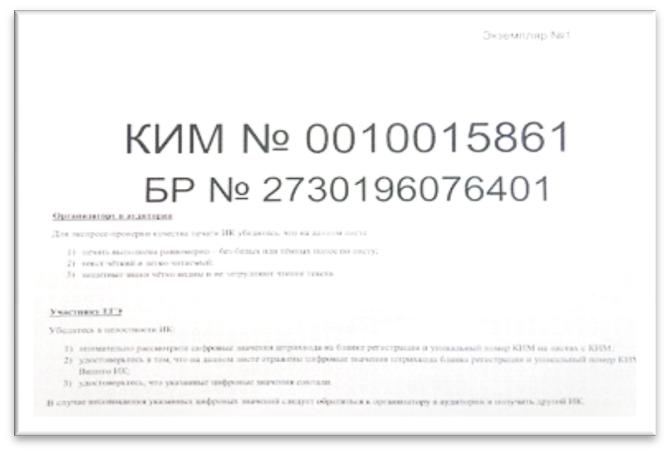 Экземпляр №1
КИМ № 0010015861
БР № 2730196076401
Организатору в аудитории
Для экспресс-проверки качества печати ИК убедитесь, что на данном листе
1) печать выполнена равномерно – без белых или тёмных полос по листу;
2) текст чёткий и легко читаемый;
3) защитные знаки чётко видны и не затрудняют чтение текста.
Участнику ЕГЭ
Убедитесь в целостности ИК:
1) внимательно рассмотрите цифровые значения штрихкода на бланке регистрации и уникальный номер КИМ на листах с КИМ;
2) удостоверьтесь в том, что на данном листе отражены цифровые значения штрихкода бланка регистрации и уникальный номер КИМ
Вашего ИК;
3) удостоверьтесь, что указанные цифровые значения совпали.
В случае несовпадения указанных цифровых значений следует обратиться к организатору в аудитории и получить другой ИК.